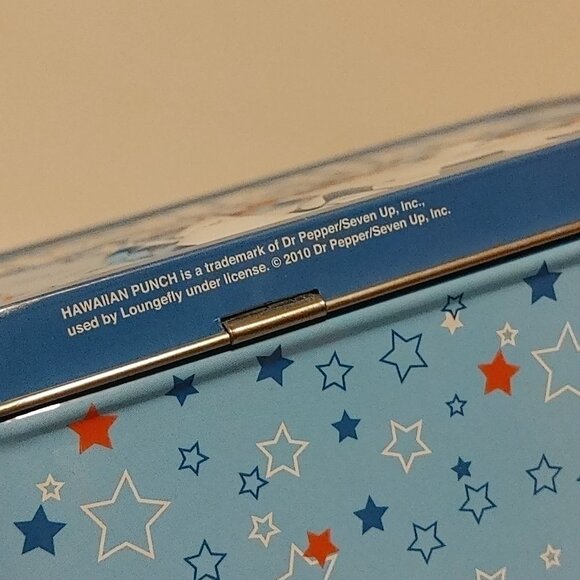 HAWAIIAN PUNCH is a trademark of Dr Pepper/Seven Up, Inc.,
used by Loungefly under license. © 2010 Dr Pepper/Seven Up, Inc.